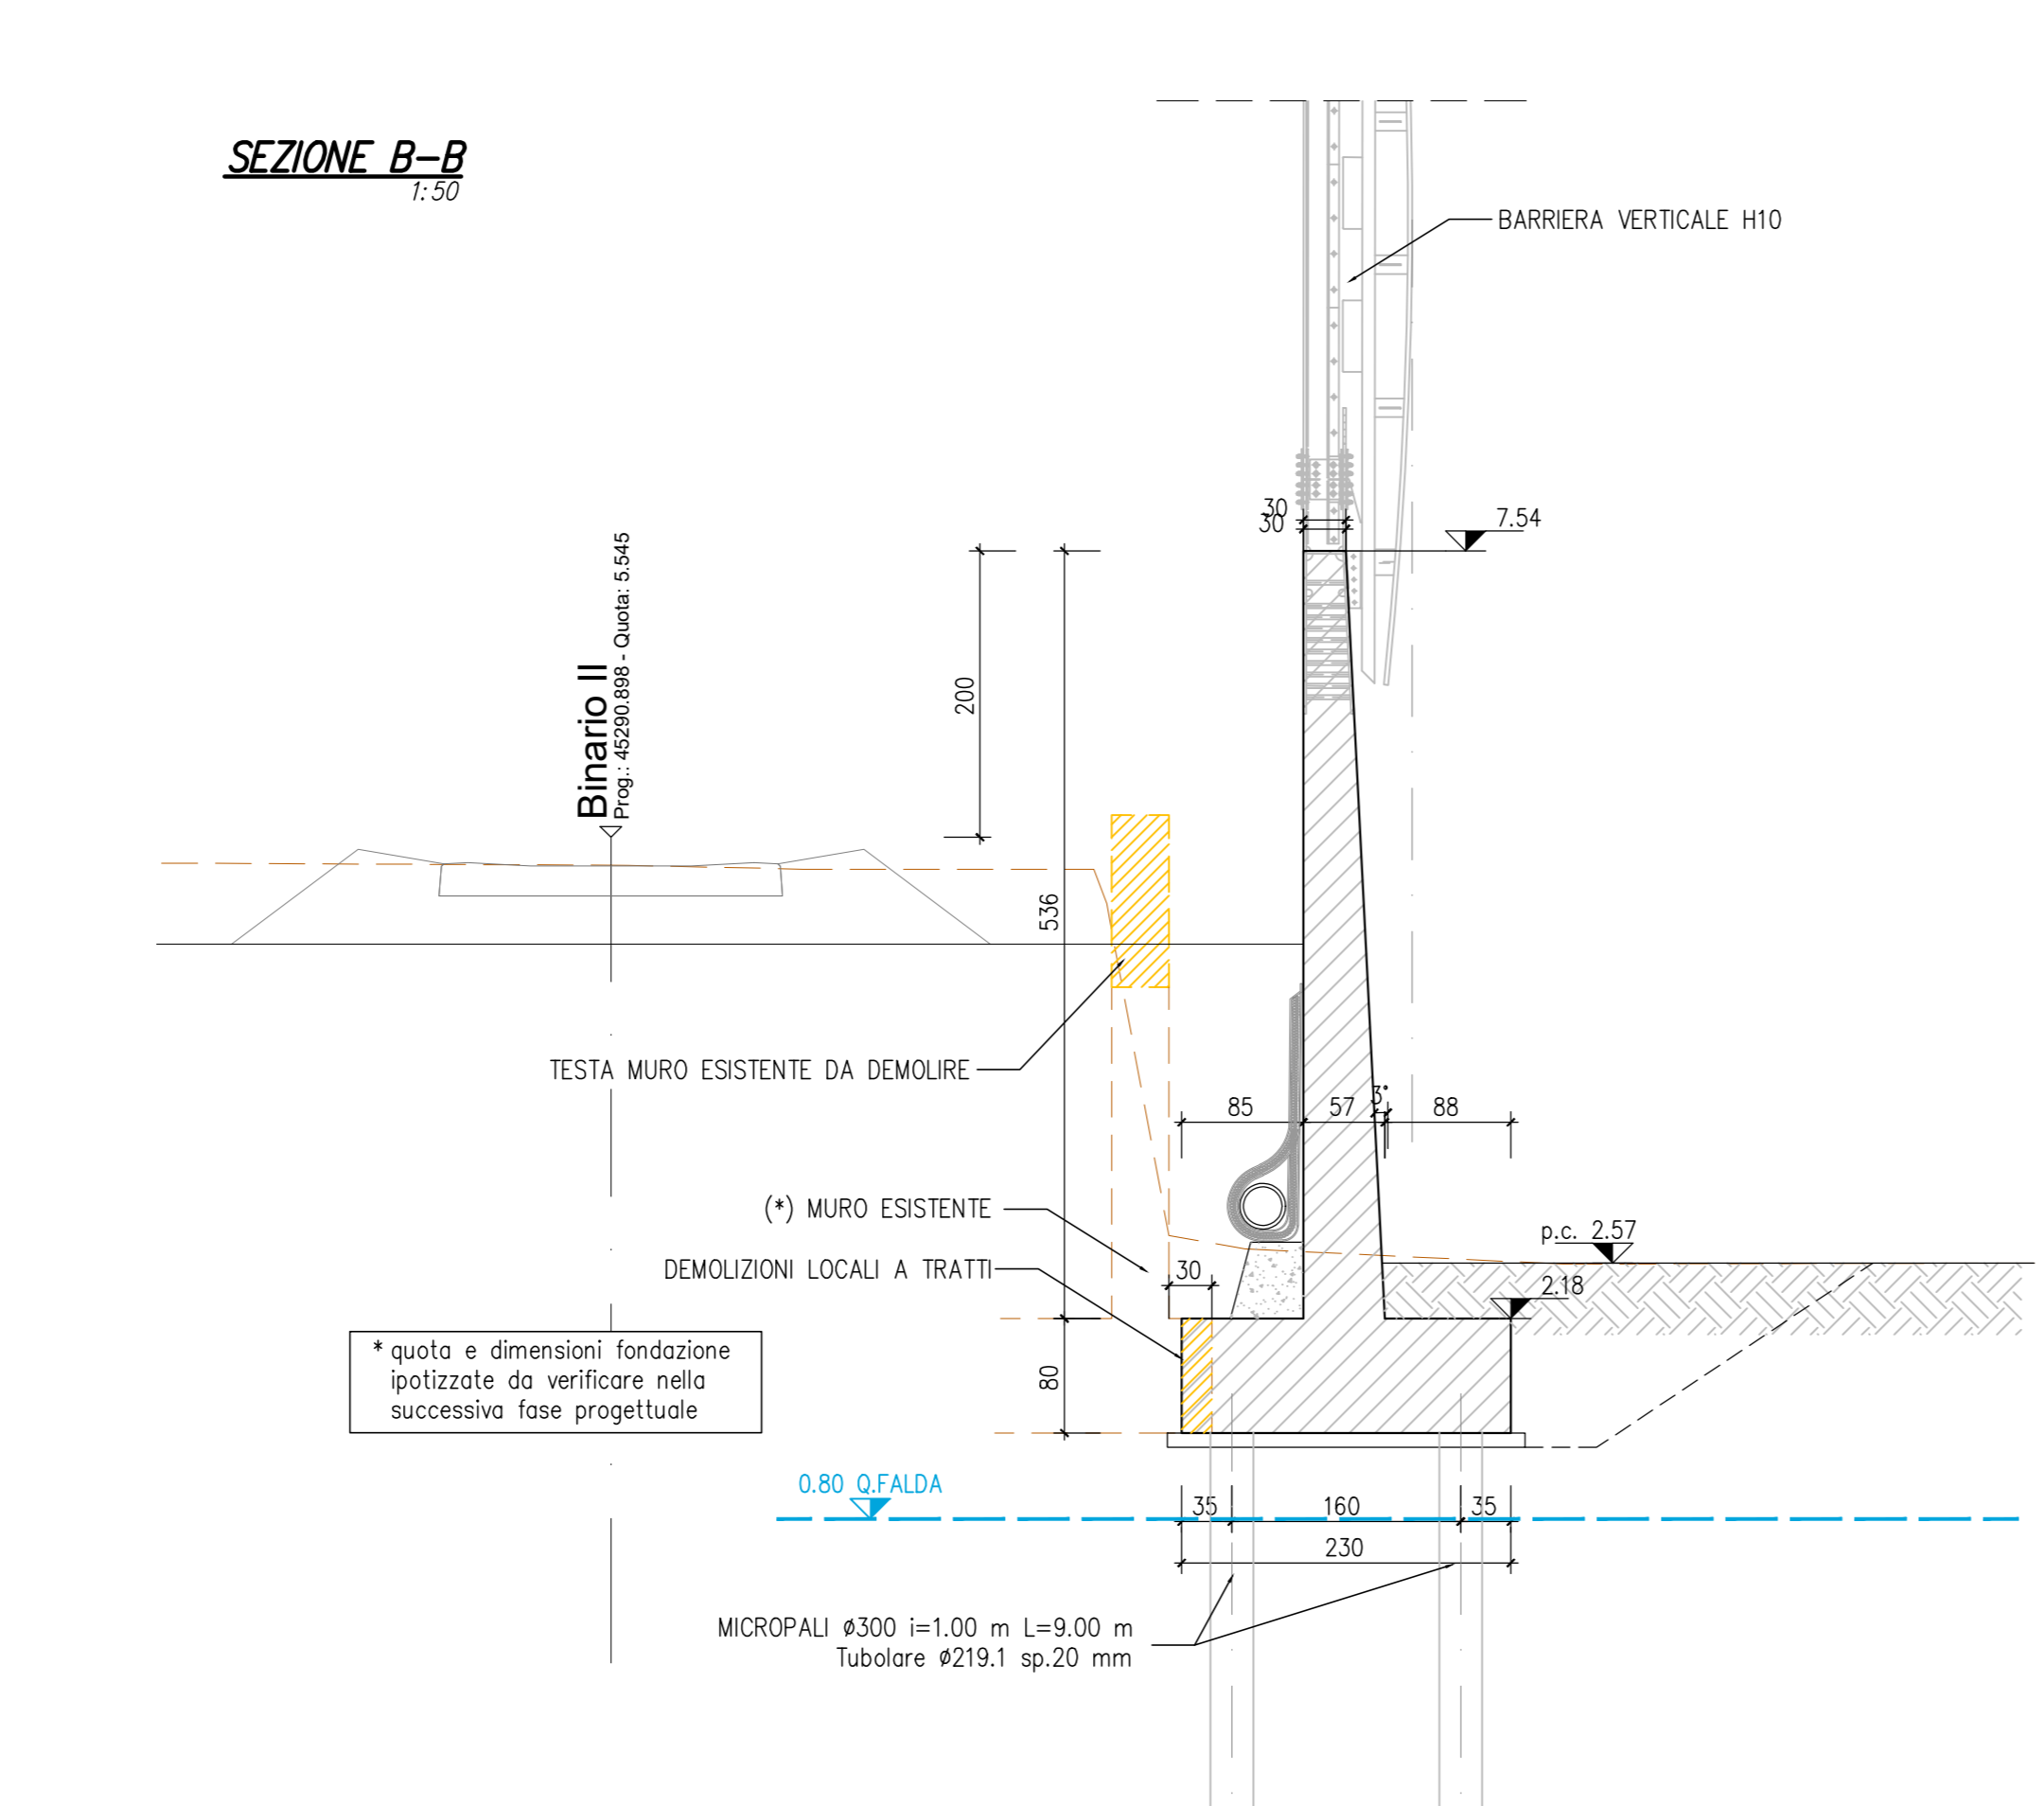 SEZIONE B-B
1:50
BARRIERA VERTICALE H10
30
30
7.54
Binario II
Prog.: 45290.898 - Quota: 5.545
200
536
TESTA MURO ESISTENTE DA DEMOLIRE
85
57
3°
88
(*) MURO ESISTENTE
p.c. 2.57
DEMOLIZIONI LOCALI A TRATTI
30
2.18
* quota e dimensioni fondazione
ipotizzate da verificare nella
successiva fase progettuale
80
0.80 Q.FALDA
35
160
35
230
MICROPALI ø300 i=1.00 m L=9.00 m
Tubolare ø219.1 sp.20 mm